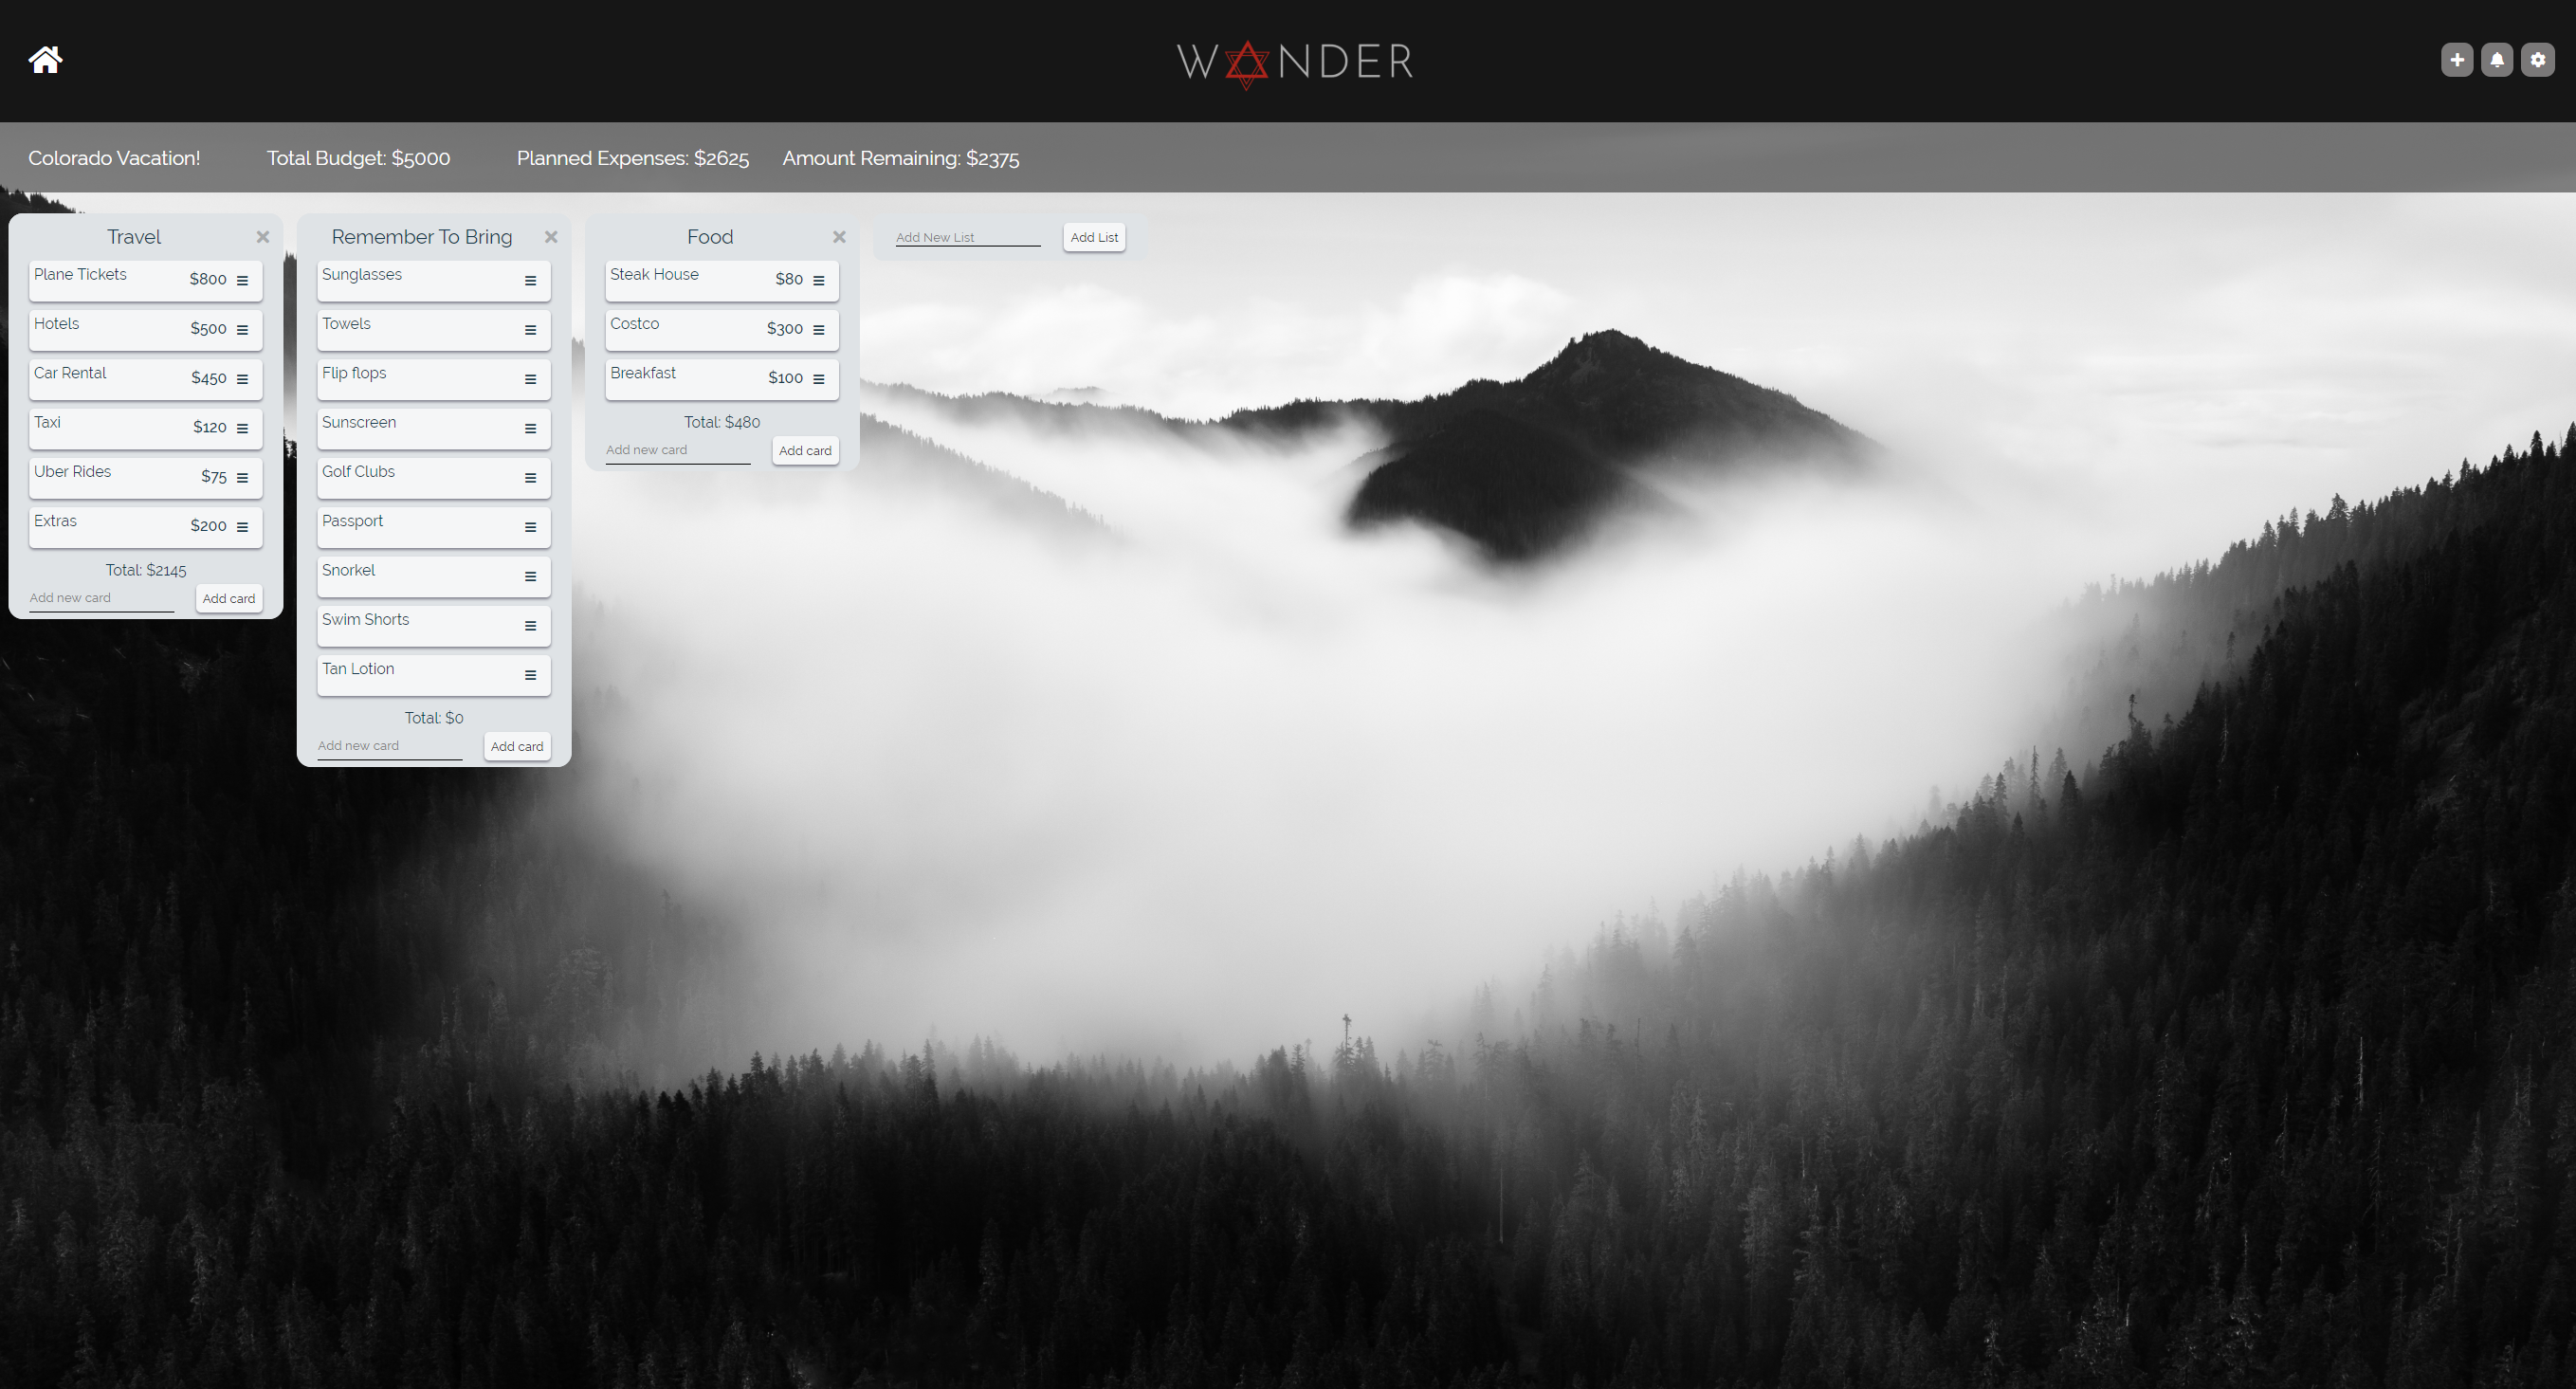 WANDER
Colorado Vacation! Total Budget: $5000 Planned Expenses: $2625 Amount Remaining: $2375
Travel
Plane Tickets $800
Hotels $500
Car Rental $450
Taxi $120
Uber Rides $75
Extras $200
Total: $2145
Add new card Add card
Remember To Bring
Sunglasses
Towels
Flip flops
Sunscreen
Golf Clubs
Passport
Snorkel
Swim Shorts
Tan Lotion
Total: $0
Add new card Add card
Food
Steak House $80
Costco $300
Breakfast $100
Total: $480
Add new card Add card
Add New List Add List